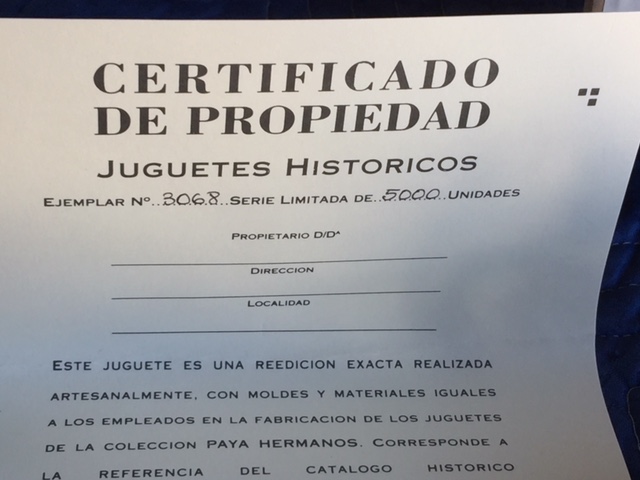 CERTIFICADO
DE PROPIEDAD
JUGUETES HISTORICOS
EJEMPLAR Nº..3068..SERIE LIMITADA DE..5000..UNIDADES
PROPIETARIO D/Dª
DIRECCION
LOCALIDAD
ESTE JUGUETE ES UNA REEDICION EXACTA REALIZADA
ARTESANALMENTE, CON MOLDES Y MATERIALES IGUALES
A LOS EMPLEADOS EN LA FABRICACION DE LOS JUGUETES
DE LA COLECCION PAYA HERMANOS. CORRESPONDE A
LA REFERENCIA DEL CATALOGO HISTORICO